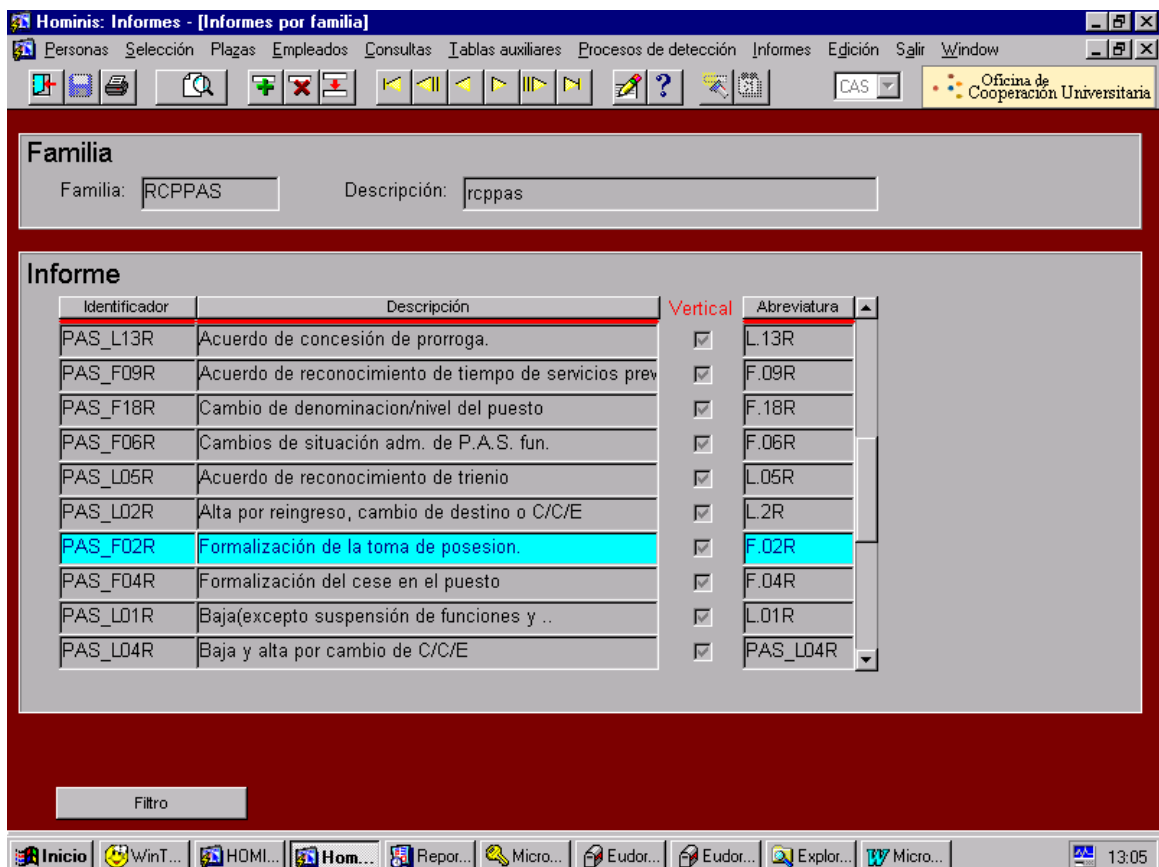 Hominis: Informes - [Informes por familia]
Personas Selección Plazas Empleados Consultas Tablas auxiliares Procesos de detección Informes Edición Salir Window
CAS
Oficina de
Cooperación Universitaria
Familia
Familia: RCPPAS Descripción: rcppas
Informe
Identificador Descripción Vertical Abreviatura
PAS_L13R Acuerdo de concesión de prorroga. L.13R
PAS_F09R Acuerdo de reconocimiento de tiempo de servicios prev F.09R
PAS_F18R Cambio de denominacion/nivel del puesto F.18R
PAS_F06R Cambios de situación adm. de P.A.S. fun. F.06R
PAS_L05R Acuerdo de reconocimiento de trienio L.05R
PAS_L02R Alta por reingreso, cambio de destino o C/C/E L.2R
PAS_F02R Formalización de la toma de posesion. F.02R
PAS_F04R Formalización del cese en el puesto F.04R
PAS_L01R Baja(excepto suspensión de funciones y .. L.01R
PAS_L04R Baja y alta por cambio de C/C/E PAS_L04R
Filtro
Inicio WinT... HOMI... Hom... Repor... Micro... Eudor... Eudor... Explor... Micro... 13:05